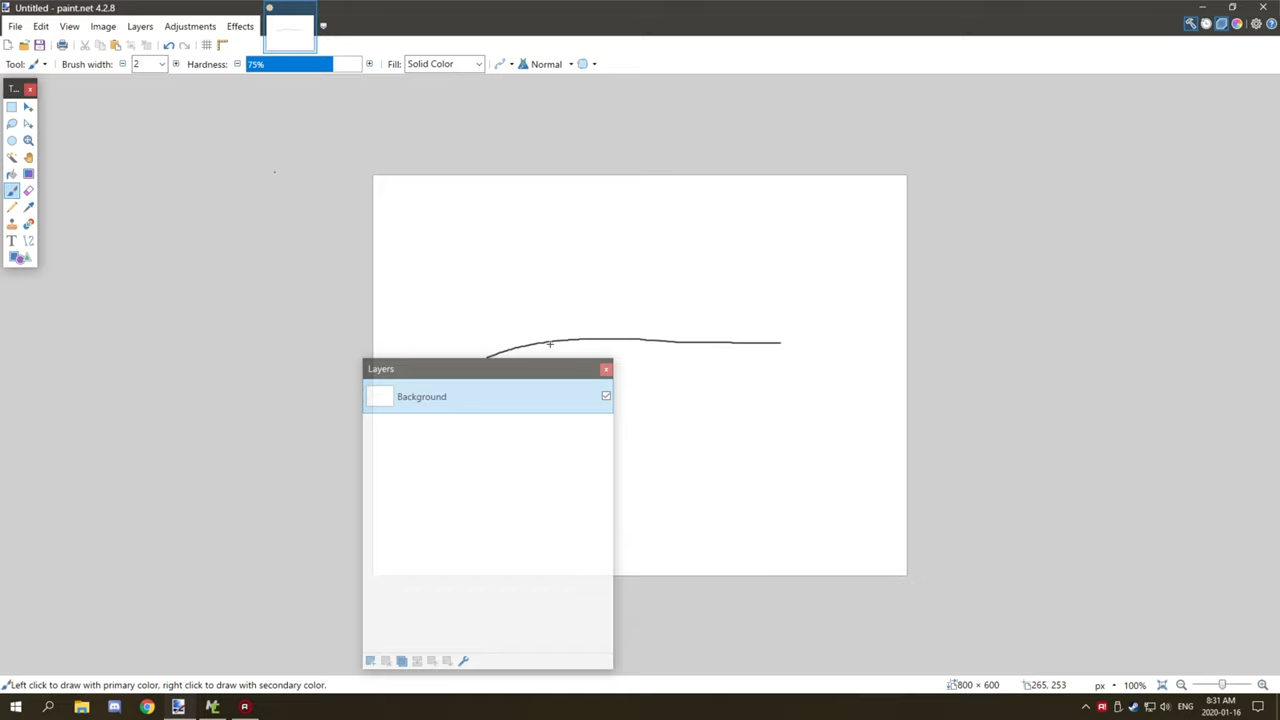 Untitled - paint.net 4.2.8
File Edit View Image Layers Adjustments Effects
Tool: Brush width: 2 Hardness: 75% Fill: Solid Color Normal
T...
Layers
Background
Left click to draw with primary color, right click to draw with secondary color. 800 × 600 265, 253 px 100%
ENG 8:31 AM
2020-01-16